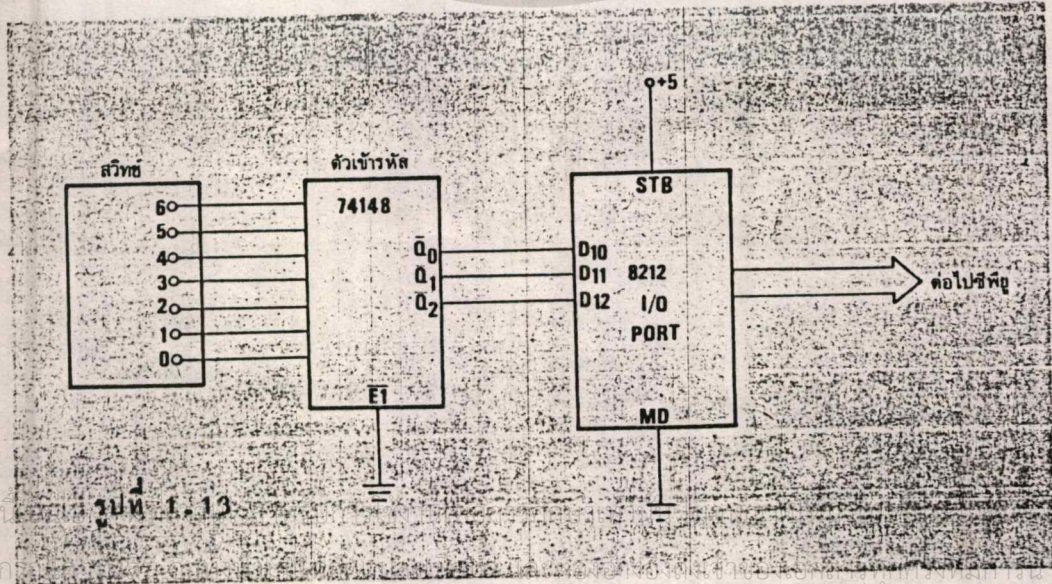 +5
สวิทช์
ตัวเข้ารหัส
6
5
4
3
2
1
0
74148
Q̅0
Q̅1
Q̅2
E̅1̅
STB
D10
D11
D12
8212
I/O
PORT
MD
ต่อไปซีพียู
รูปที่ 1.13